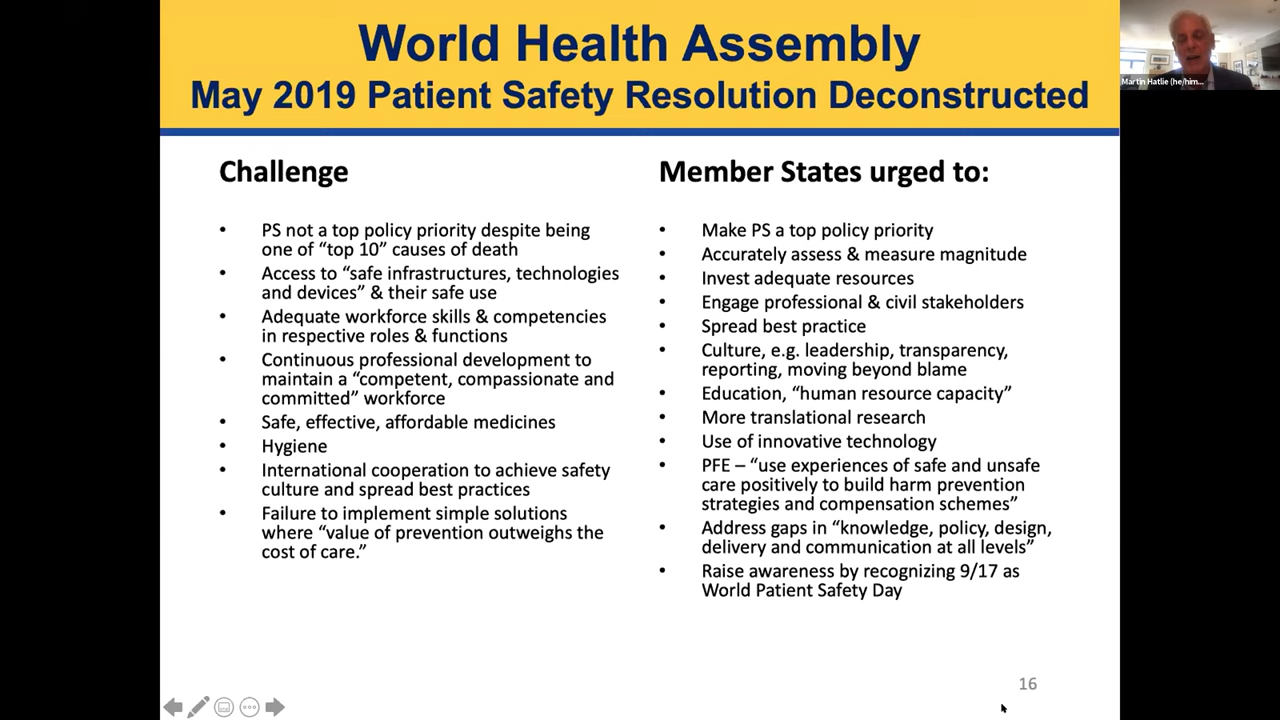 World Health Assembly
May 2019 Patient Safety Resolution Deconstructed
Martin Hatlie (he/him...
Challenge
• PS not a top policy priority despite being
one of “top 10” causes of death
• Access to “safe infrastructures, technologies
and devices” & their safe use
• Adequate workforce skills & competencies
in respective roles & functions
• Continuous professional development to
maintain a “competent, compassionate and
committed” workforce
• Safe, effective, affordable medicines
• Hygiene
• International cooperation to achieve safety
culture and spread best practices
• Failure to implement simple solutions
where “value of prevention outweighs the
cost of care.”
Member States urged to:
• Make PS a top policy priority
• Accurately assess & measure magnitude
• Invest adequate resources
• Engage professional & civil stakeholders
• Spread best practice
• Culture, e.g. leadership, transparency,
reporting, moving beyond blame
• Education, “human resource capacity”
• More translational research
• Use of innovative technology
• PFE – “use experiences of safe and unsafe
care positively to build harm prevention
strategies and compensation schemes”
• Address gaps in “knowledge, policy, design,
delivery and communication at all levels”
• Raise awareness by recognizing 9/17 as
World Patient Safety Day
16